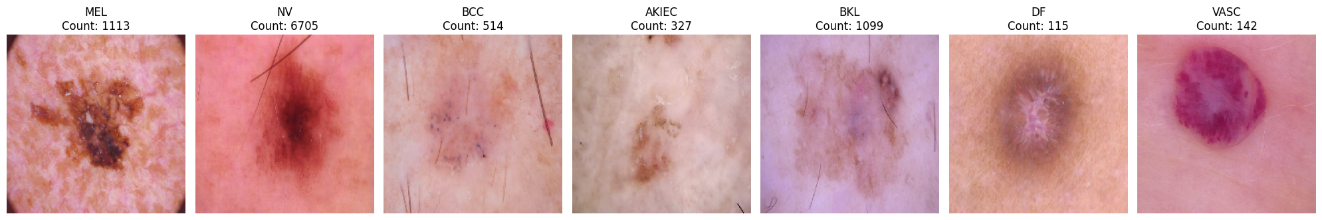 MEL
Count: 1113
NV
Count: 6705
BCC
Count: 514
AKIEC
Count: 327
BKL
Count: 1099
DF
Count: 115
VASC
Count: 142